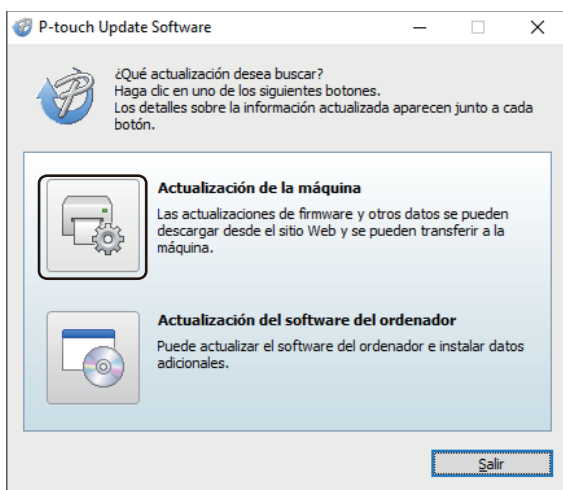 P-touch Update Software
¿Qué actualización desea buscar?
Haga clic en uno de los siguientes botones.
Los detalles sobre la información actualizada aparecen junto a cada
botón.
Actualización de la máquina
Las actualizaciones de firmware y otros datos se pueden
descargar desde el sitio Web y se pueden transferir a la
máquina.
Actualización del software del ordenador
Puede actualizar el software del ordenador e instalar datos
adicionales.
Salir